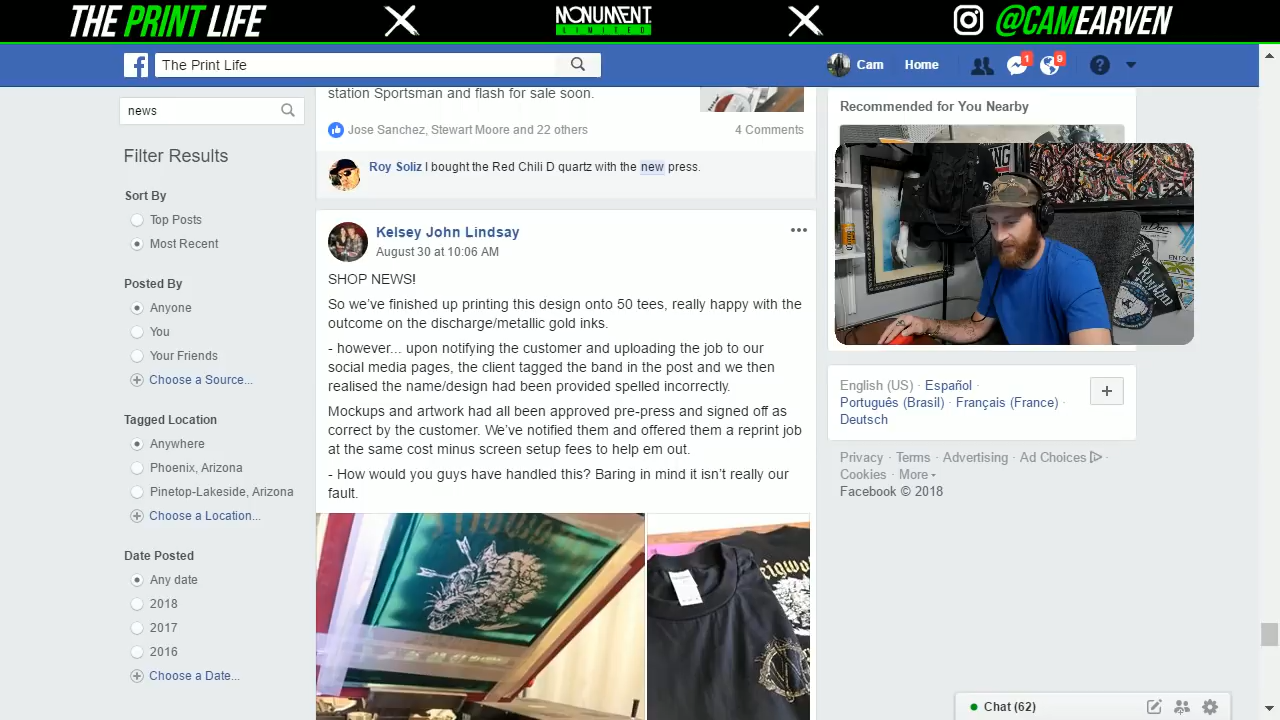 THE PRINT LIFE
MONUMENT
LIMITED
@CAMEARVEN
The Print Life
Cam
Home
1
9
?
news
Filter Results
Sort By
Top Posts
Most Recent
Posted By
Anyone
You
Your Friends
Choose a Source...
Tagged Location
Anywhere
Phoenix, Arizona
Pinetop-Lakeside, Arizona
Choose a Location...
Date Posted
Any date
2018
2017
2016
Choose a Date...
station Sportsman and flash for sale soon.
Jose Sanchez, Stewart Moore and 22 others
4 Comments
Roy Soliz I bought the Red Chili D quartz with the new press.
Kelsey John Lindsay
August 30 at 10:06 AM
SHOP NEWS!
So we've finished up printing this design onto 50 tees, really happy with the
outcome on the discharge/metallic gold inks.
- however... upon notifying the customer and uploading the job to our
social media pages, the client tagged the band in the post and we then
realised the name/design had been provided spelled incorrectly.
Mockups and artwork had all been approved pre-press and signed off as
correct by the customer. We've notified them and offered them a reprint job
at the same cost minus screen setup fees to help em out.
- How would you guys have handled this? Baring in mind it isn't really our
fault.
Recommended for You Nearby
English (US) · Español ·
Português (Brasil) · Français (France) ·
Deutsch
Privacy · Terms · Advertising · Ad Choices ·
Cookies · More
Facebook © 2018
Chat (62)